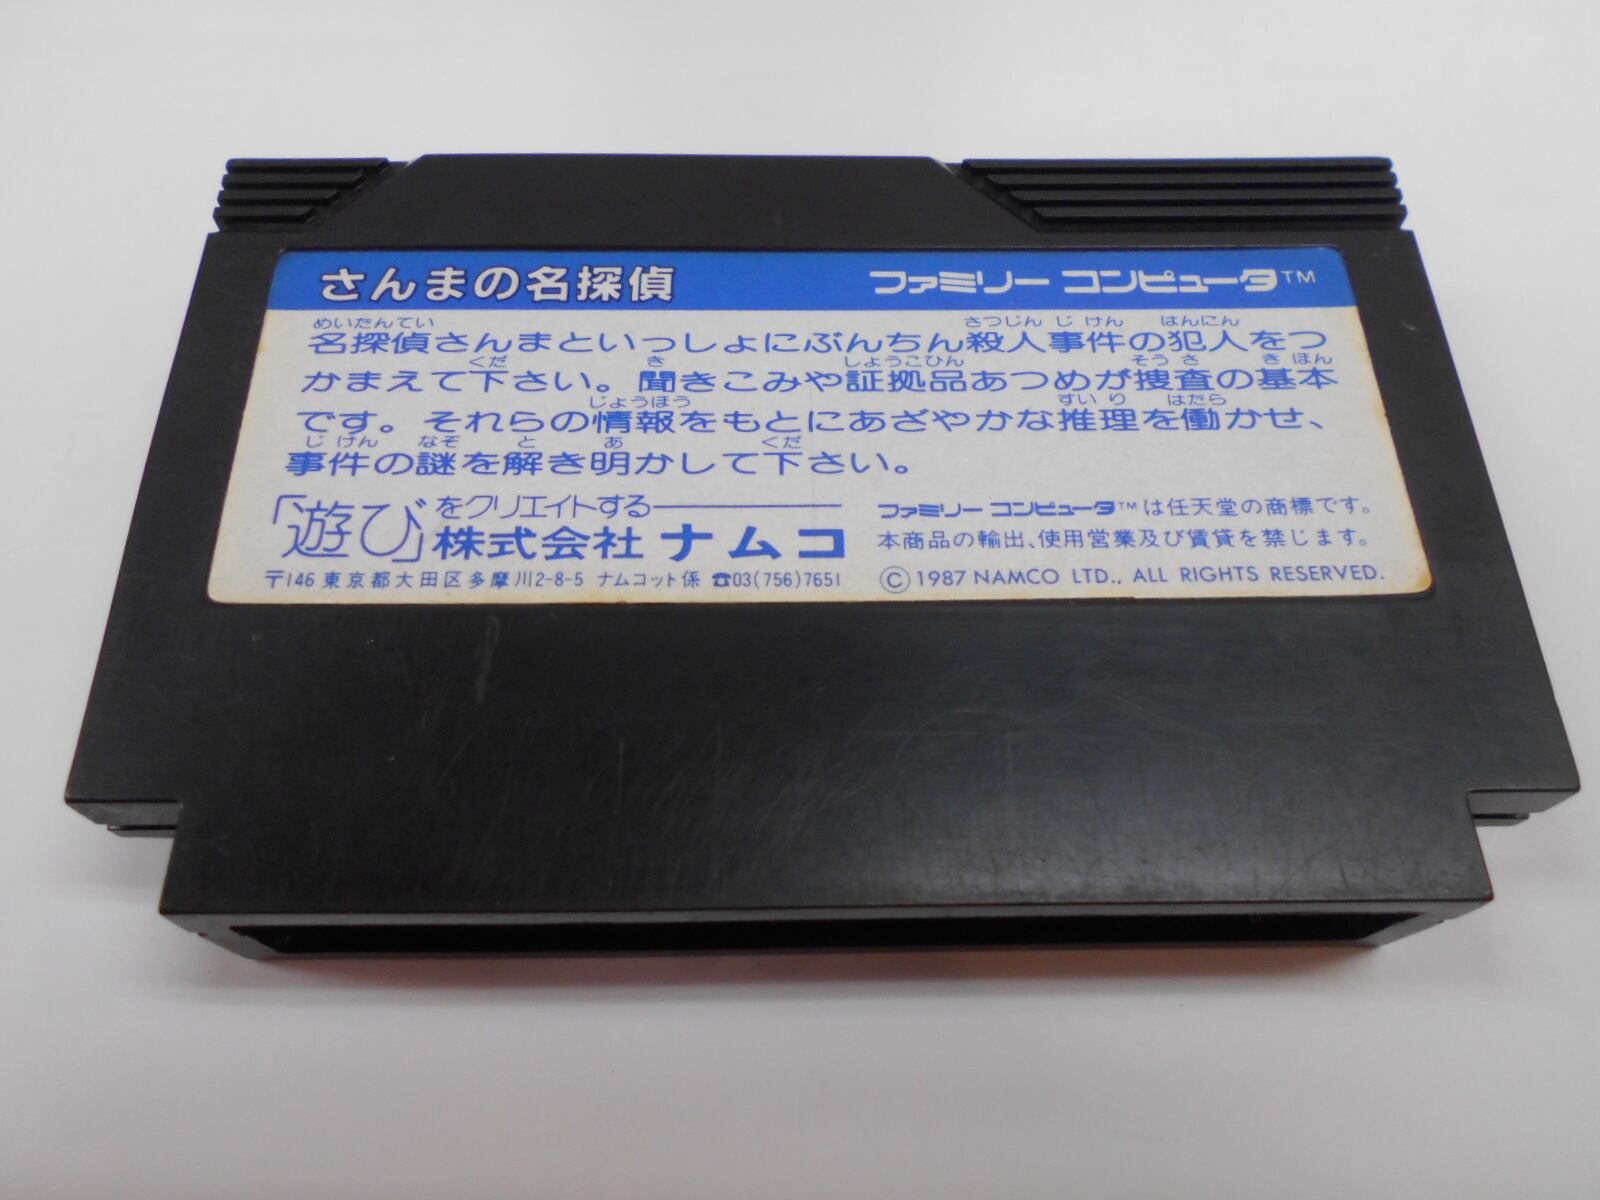 さんまの名探偵
ファミリー コンピュータ™
めいたんてい さつじん じ けん はんにん
名探偵さんまといっしょにぶんちん殺人事件の犯人をつ
くだ き しょうこひん そう さ き ほん
かまえて下さい。聞きこみや証拠品あつめが捜査の基本
じょうほう すい り はたら
です。それらの情報をもとにあざやかな推理を働かせ、
じ けん なぞ と あ くだ
事件の謎を解き明かして下さい。
「遊び」をクリエイトする
株式会社 ナムコ
〒146 東京都大田区多摩川2-8-5 ナムコット係 ☎03(756)7651
ファミリー コンピュータ™は任天堂の商標です。
本商品の輸出、使用営業及び賃貸を禁じます。
©1987 NAMCO LTD., ALL RIGHTS RESERVED.